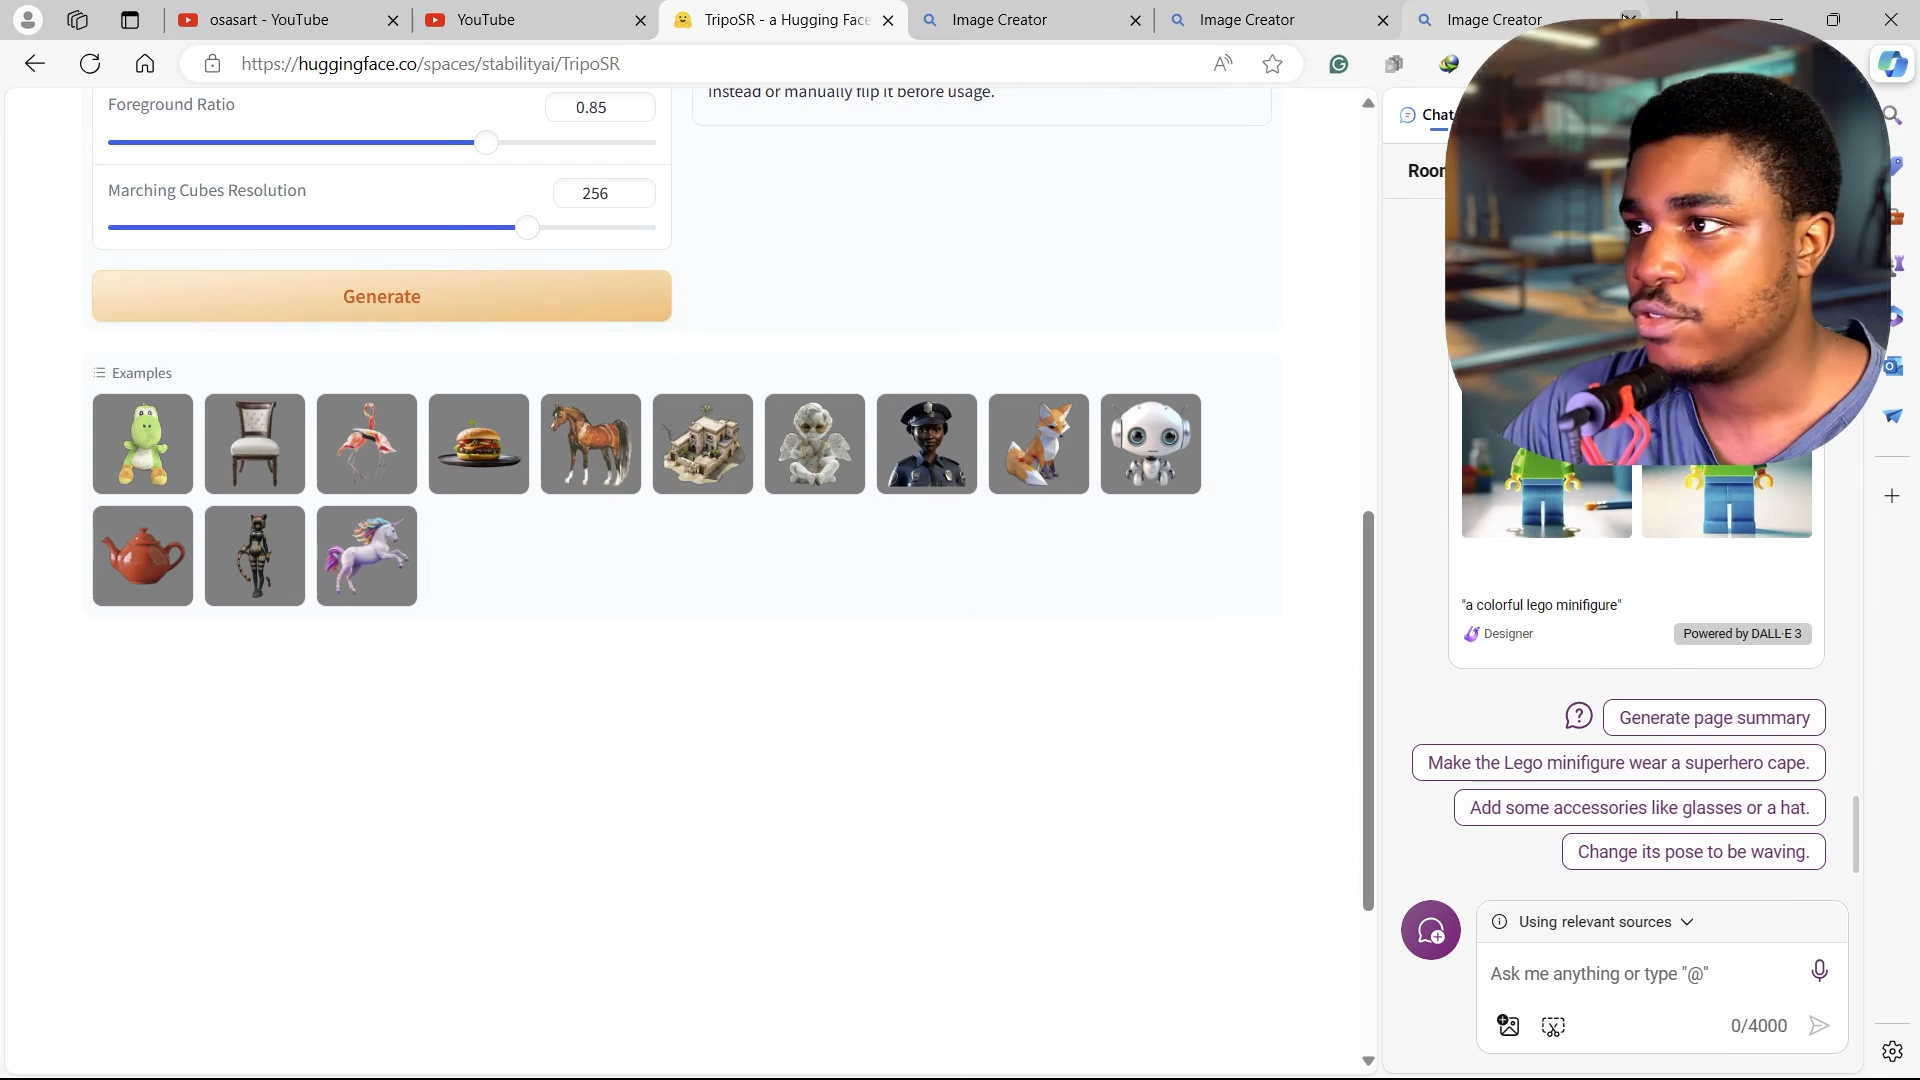 osasart - YouTube
YouTube
TripoSR - a Hugging Face
Image Creator
Image Creator
Image Creator
https://huggingface.co/spaces/stabilityai/TripoSR
Foreground Ratio
0.85
instead or manually flip it before usage.
Marching Cubes Resolution
256
Generate
Examples
Chat
"a colorful lego minifigure"
Designer
Powered by DALL·E 3
Generate page summary
Make the Lego minifigure wear a superhero cape.
Add some accessories like glasses or a hat.
Change its pose to be waving.
Using relevant sources
Ask me anything or type "@"
0/4000